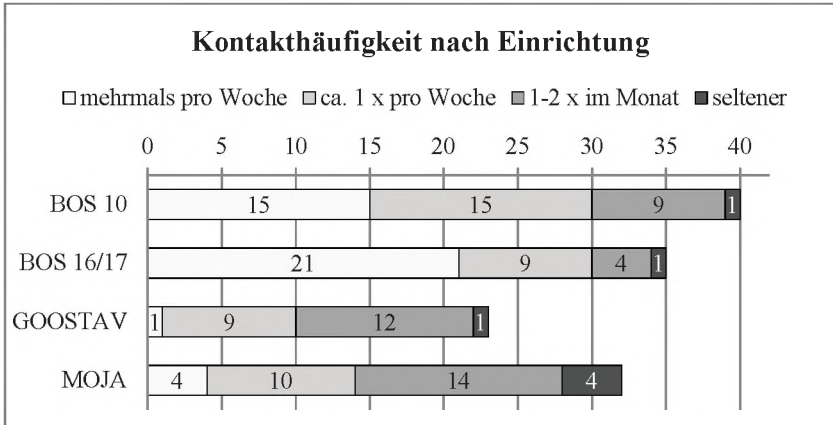 Kontakthäufigkeit nach Einrichtung
mehrmals pro Woche ca. 1 x pro Woche 1-2 x im Monat seltener
0 5 10 15 20 25 30 35 40
BOS 10 15 15 9 1
BOS 16/17 21 9 4 1
GOOSTAV 1 9 12 1
MOJA 4 10 14 4